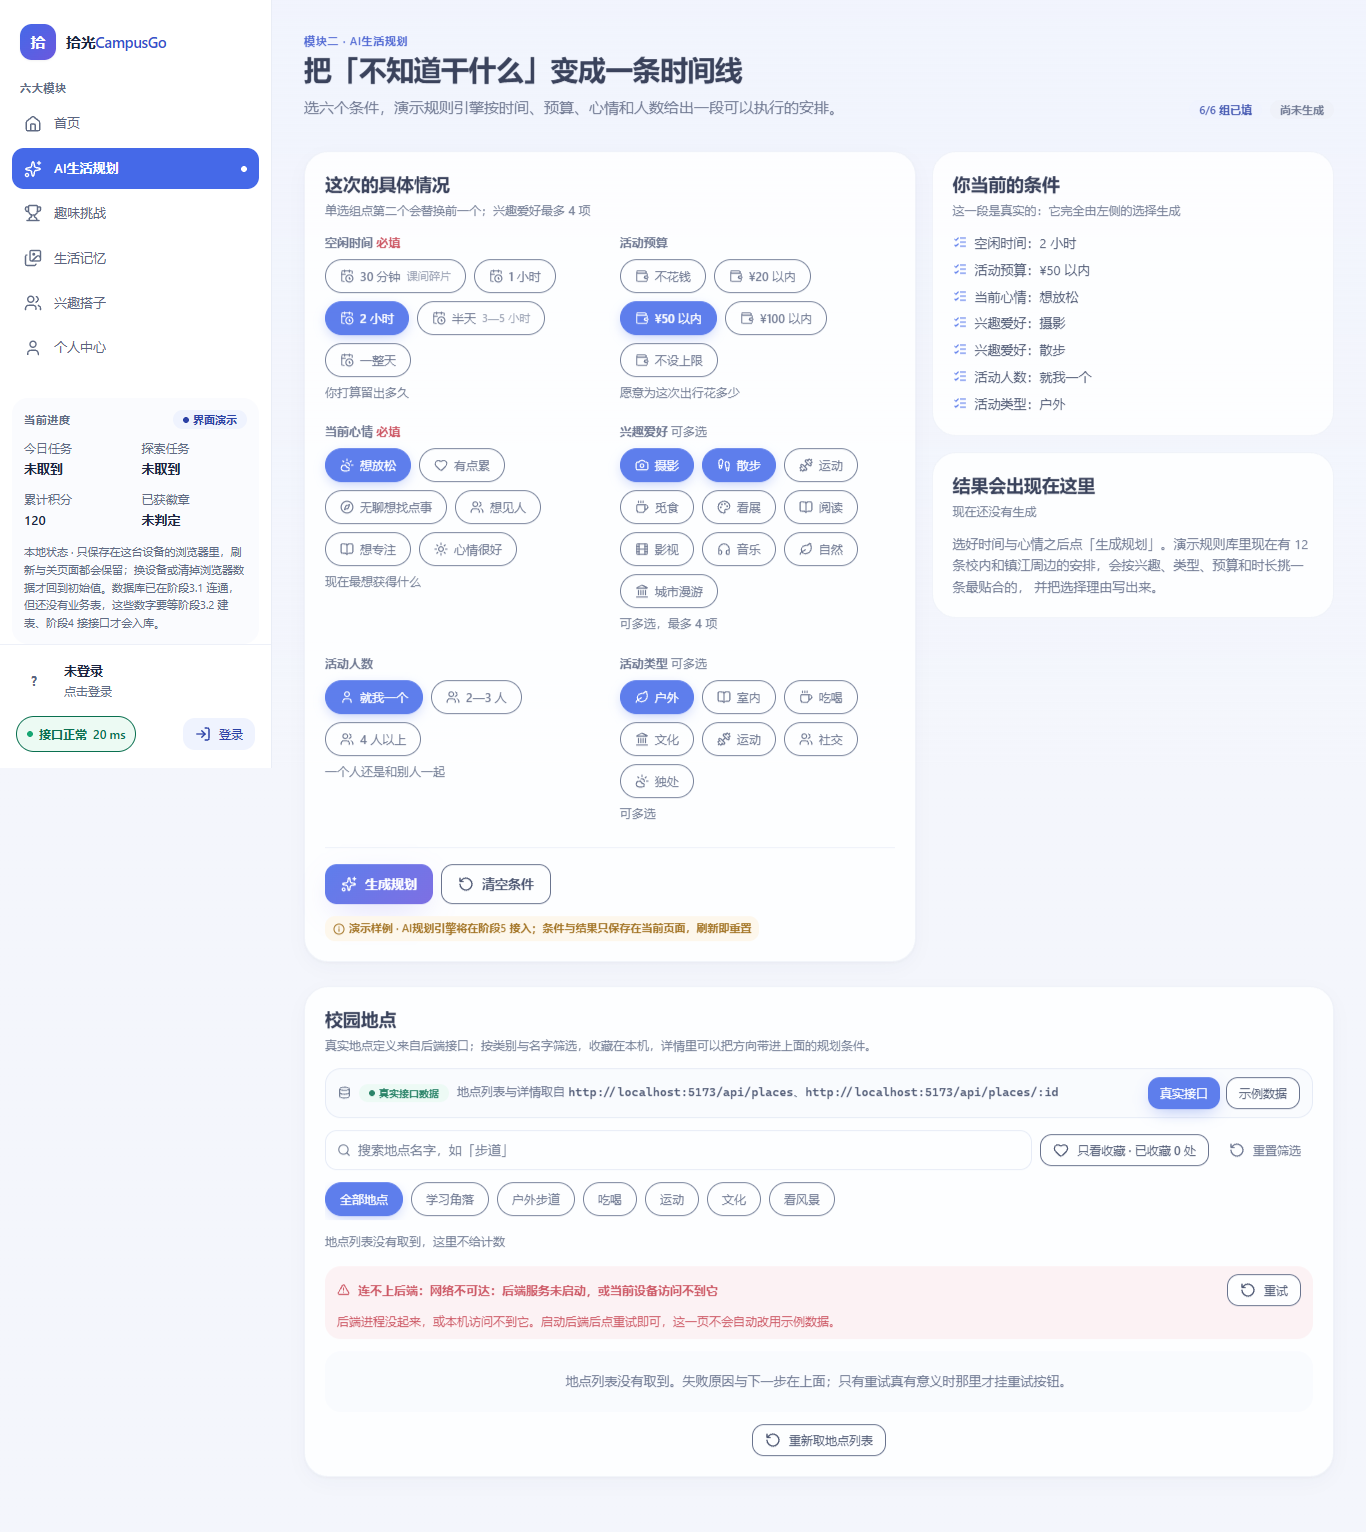 拾
拾光CampusGo
六大模块
首页
AI生活规划
趣味挑战
生活记忆
兴趣搭子
个人中心
当前进度
界面演示
今日任务
探索任务
未取到
未取到
累计积分
已获徽章
120
未判定
本地状态 · 只保存在这台设备的浏览器里，刷
新与关页面都会保留；换设备或清掉浏览器数
据才回到初始值。数据库已在阶段3.1 连通，
但还没有业务表，这些数字要等阶段3.2 建
表、阶段4 接接口才会入库。
?
未登录
点击登录
接口正常 20 ms
登录
模块二 · AI生活规划
把「不知道干什么」变成一条时间线
选六个条件，演示规则引擎按时间、预算、心情和人数给出一段可以执行的安排。
6/6 组已填
尚未生成
这次的具体情况
单选组点第二个会替换前一个；兴趣爱好最多 4 项
空闲时间 必填
30 分钟 课间碎片
1 小时
2 小时
半天 3—5 小时
一整天
你打算留出多久
活动预算
不花钱
¥20 以内
¥50 以内
¥100 以内
不设上限
愿意为这次出行花多少
当前心情 必填
想放松
有点累
无聊想找点事
想见人
想专注
心情很好
现在最想获得什么
兴趣爱好 可多选
摄影
散步
运动
觅食
看展
阅读
影视
音乐
自然
城市漫游
可多选，最多 4 项
活动人数
就我一个
2—3 人
4 人以上
一个人还是和别人一起
活动类型 可多选
户外
室内
吃喝
文化
运动
社交
独处
可多选
生成规划
清空条件
演示样例 · AI规划引擎将在阶段5 接入；条件与结果只保存在当前页面，刷新即重置
你当前的条件
这一段是真实的：它完全由左侧的选择生成
空闲时间：2 小时
活动预算：¥50 以内
当前心情：想放松
兴趣爱好：摄影
兴趣爱好：散步
活动人数：就我一个
活动类型：户外
结果会出现在这里
现在还没有生成
选好时间与心情之后点「生成规划」。演示规则库里现在有 12
条校内和镇江周边的安排，会按兴趣、类型、预算和时长挑一
条最贴合的， 并把选择理由写出来。
校园地点
真实地点定义来自后端接口；按类别与名字筛选，收藏在本机，详情里可以把方向带进上面的规划条件。
真实接口数据
地点列表与详情取自 http://localhost:5173/api/places、http://localhost:5173/api/places/:id
真实接口
示例数据
搜索地点名字，如「步道」
只看收藏 · 已收藏 0 处
重置筛选
全部地点
学习角落
户外步道
吃喝
运动
文化
看风景
地点列表没有取到，这里不给计数
连不上后端：网络不可达：后端服务未启动，或当前设备访问不到它
重试
后端进程没起来，或本机访问不到它。启动后端后点重试即可，这一页不会自动改用示例数据。
地点列表没有取到。失败原因与下一步在上面；只有重试真有意义时那里才挂重试按钮。
重新取地点列表